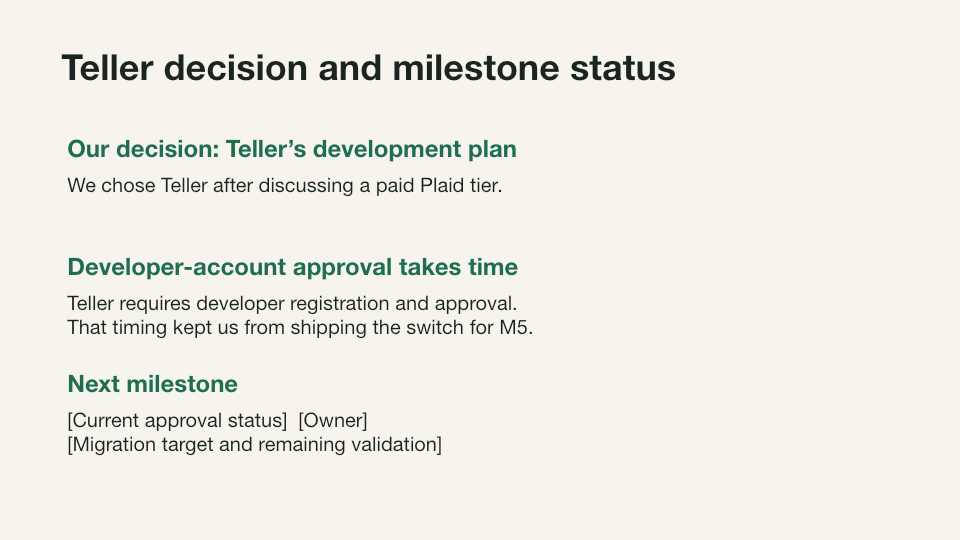 Teller decision and milestone status
Our decision: Teller’s development plan
We chose Teller after discussing a paid Plaid tier.
Developer-account approval takes time
Teller requires developer registration and approval.
That timing kept us from shipping the switch for M5.
Next milestone
[Current approval status]  [Owner]
[Migration target and remaining validation]